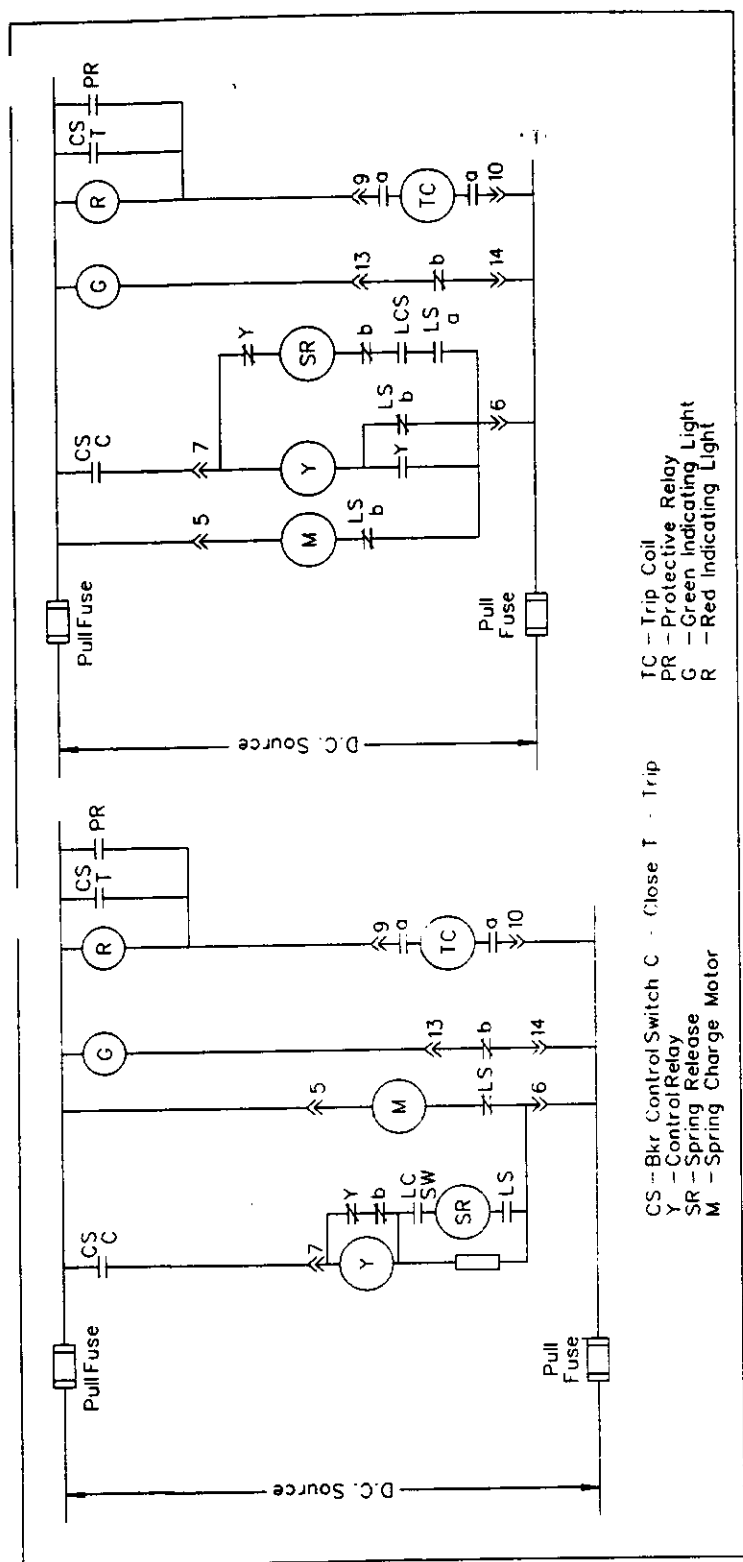 Pull Fuse
CS
C
7
Y
Y
b
LC
SW
SR
LS
5
M
LS
6
G
13
b
14
R
CS
T
PR
9
a
TC
a
10
D.C. Source
Pull
Fuse
Pull Fuse
5
M
LS
b
CS
C
7
Y
Y
LS
b
6
Y
SR
b
LCS
LS
a
G
13
b
14
R
CS
T
PR
9
a
TC
a
10
D.C. Source
Pull
Fuse
CS - Bkr Control Switch C - Close T - Trip
Y - Control Relay
SR - Spring Release
M - Spring Charge Motor
TC - Trip Coil
PR - Protective Relay
G - Green Indicating Light
R - Red Indicating Light